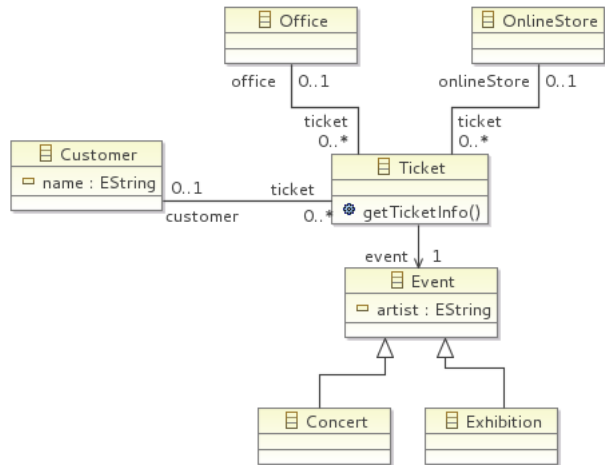 Office
OnlineStore
office
0..1
onlineStore
0..1
ticket
0..*
ticket
0..*
Customer
name : EString
0..1
customer
ticket
0..*
Ticket
getTicketInfo()
event
1
Event
artist : EString
Concert
Exhibition